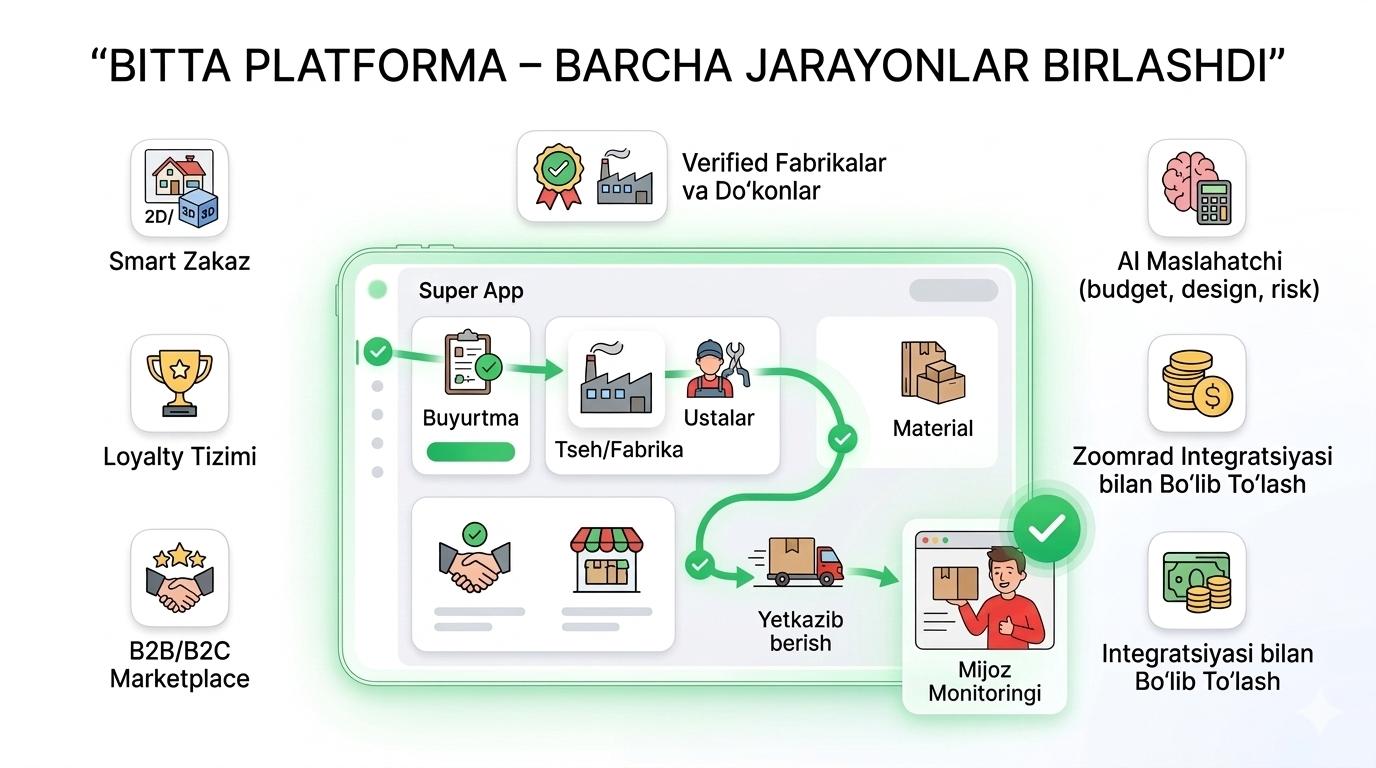 “BITTA PLATFORMA – BARCHA JARAYONLAR BIRLASHDI”
2D/ 3D 3D
Smart Zakaz
Loyalty Tizimi
B2B/B2C
Marketplace
Verified Fabrikalar
va Do‘konlar
Super App
Buyurtma
Tseh/Fabrika
Ustalar
Material
Yetkazib
berish
Mijoz
Monitoringi
AI Maslahatchi
(budget, design, risk)
$
Zoomrad Integratsiyasi
bilan Bo‘lib To‘lash
Integratsiyasi bilan
Bo‘lib To‘lash